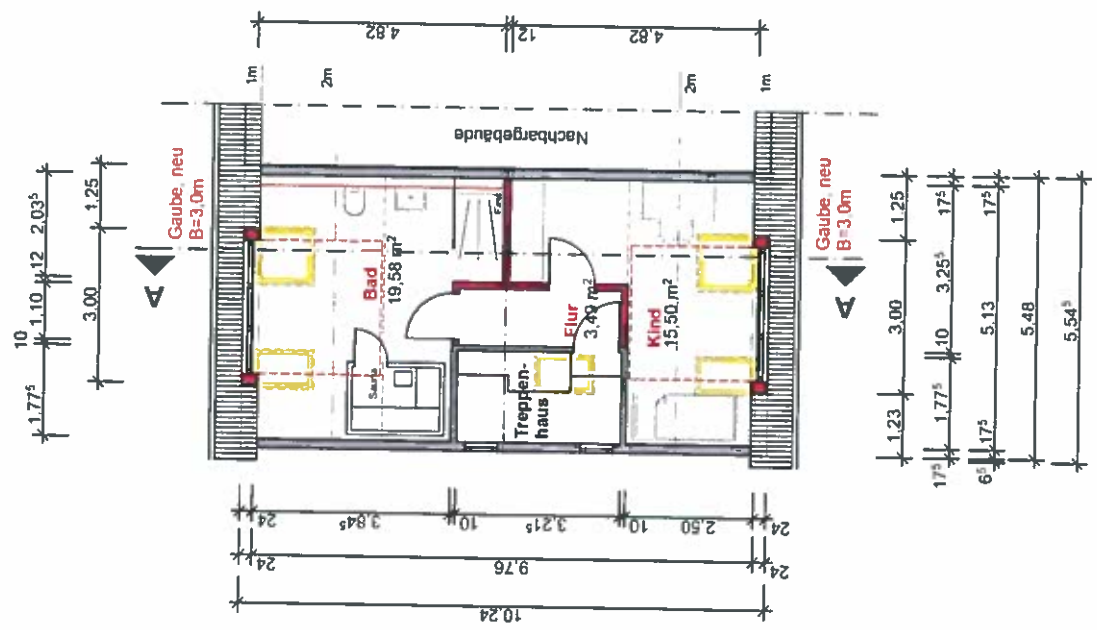 4,82
12
4,82
1m
2m
2m
1m
Nachbargebäude
Gaube, neu
B=3,0m
Gaube, neu
B=3,0m
A
A
1,77⁵
10
1,10
12
2,03⁵
3,00
1,25
Bad
19,58 m²
Sauna
Flur
3,49 m²
Kind
15,50 m²
Treppen-
haus
1,23
3,00
1,25
17⁵
1,77⁵
10
3,25⁵
17⁵
6⁵
17⁵
5,13
17⁵
5,48
5,54⁵
24
3,84⁵
10
3,21⁵
10
2,50
24
24
9,76
24
10,24